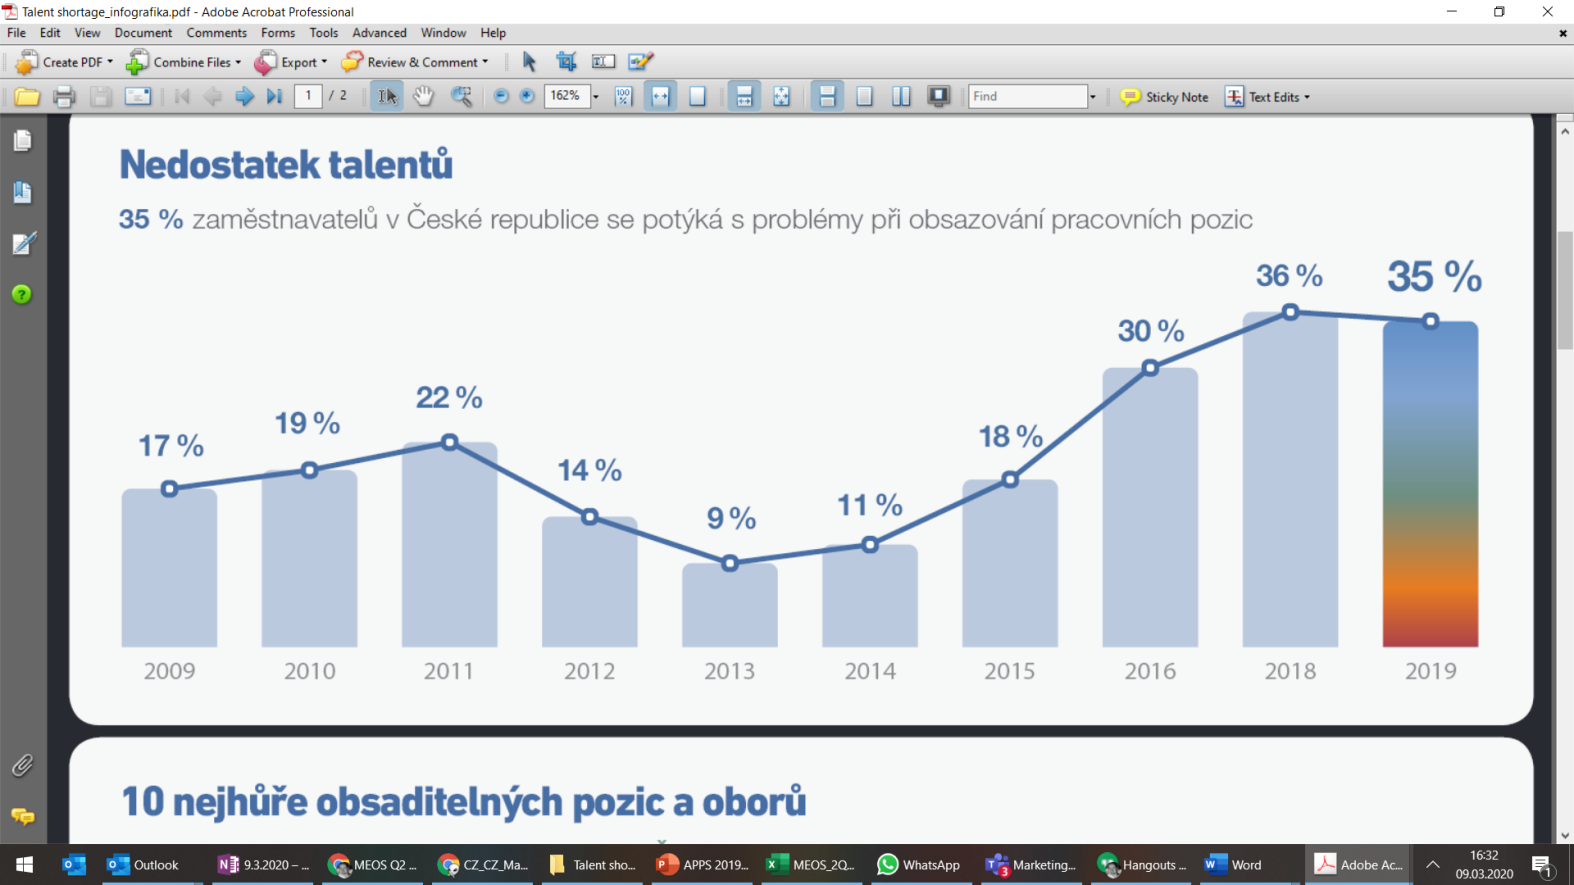 Talent shortage_infografika.pdf - Adobe Acrobat Professional
File Edit View Document Comments Forms Tools Advanced Window Help
Create PDF Combine Files Export Review & Comment
1 / 2 162% 100 % Find Sticky Note Text Edits
Nedostatek talentů
35 % zaměstnavatelů v České republice se potýká s problémy při obsazování pracovních pozic
17 % 19 % 22 % 14 % 9 % 11 % 18 % 30 % 36 % 35 %
2009 2010 2011 2012 2013 2014 2015 2016 2018 2019
10 nejhůře obsaditelných pozic a oborů
Outlook 9.3.2020 – ... MEOS Q2 ... CZ_CZ_Ma... Talent sho... APPS 2019... MEOS_2Q... WhatsApp Marketing... Hangouts ... Word Adobe Ac... 16:32
09.03.2020